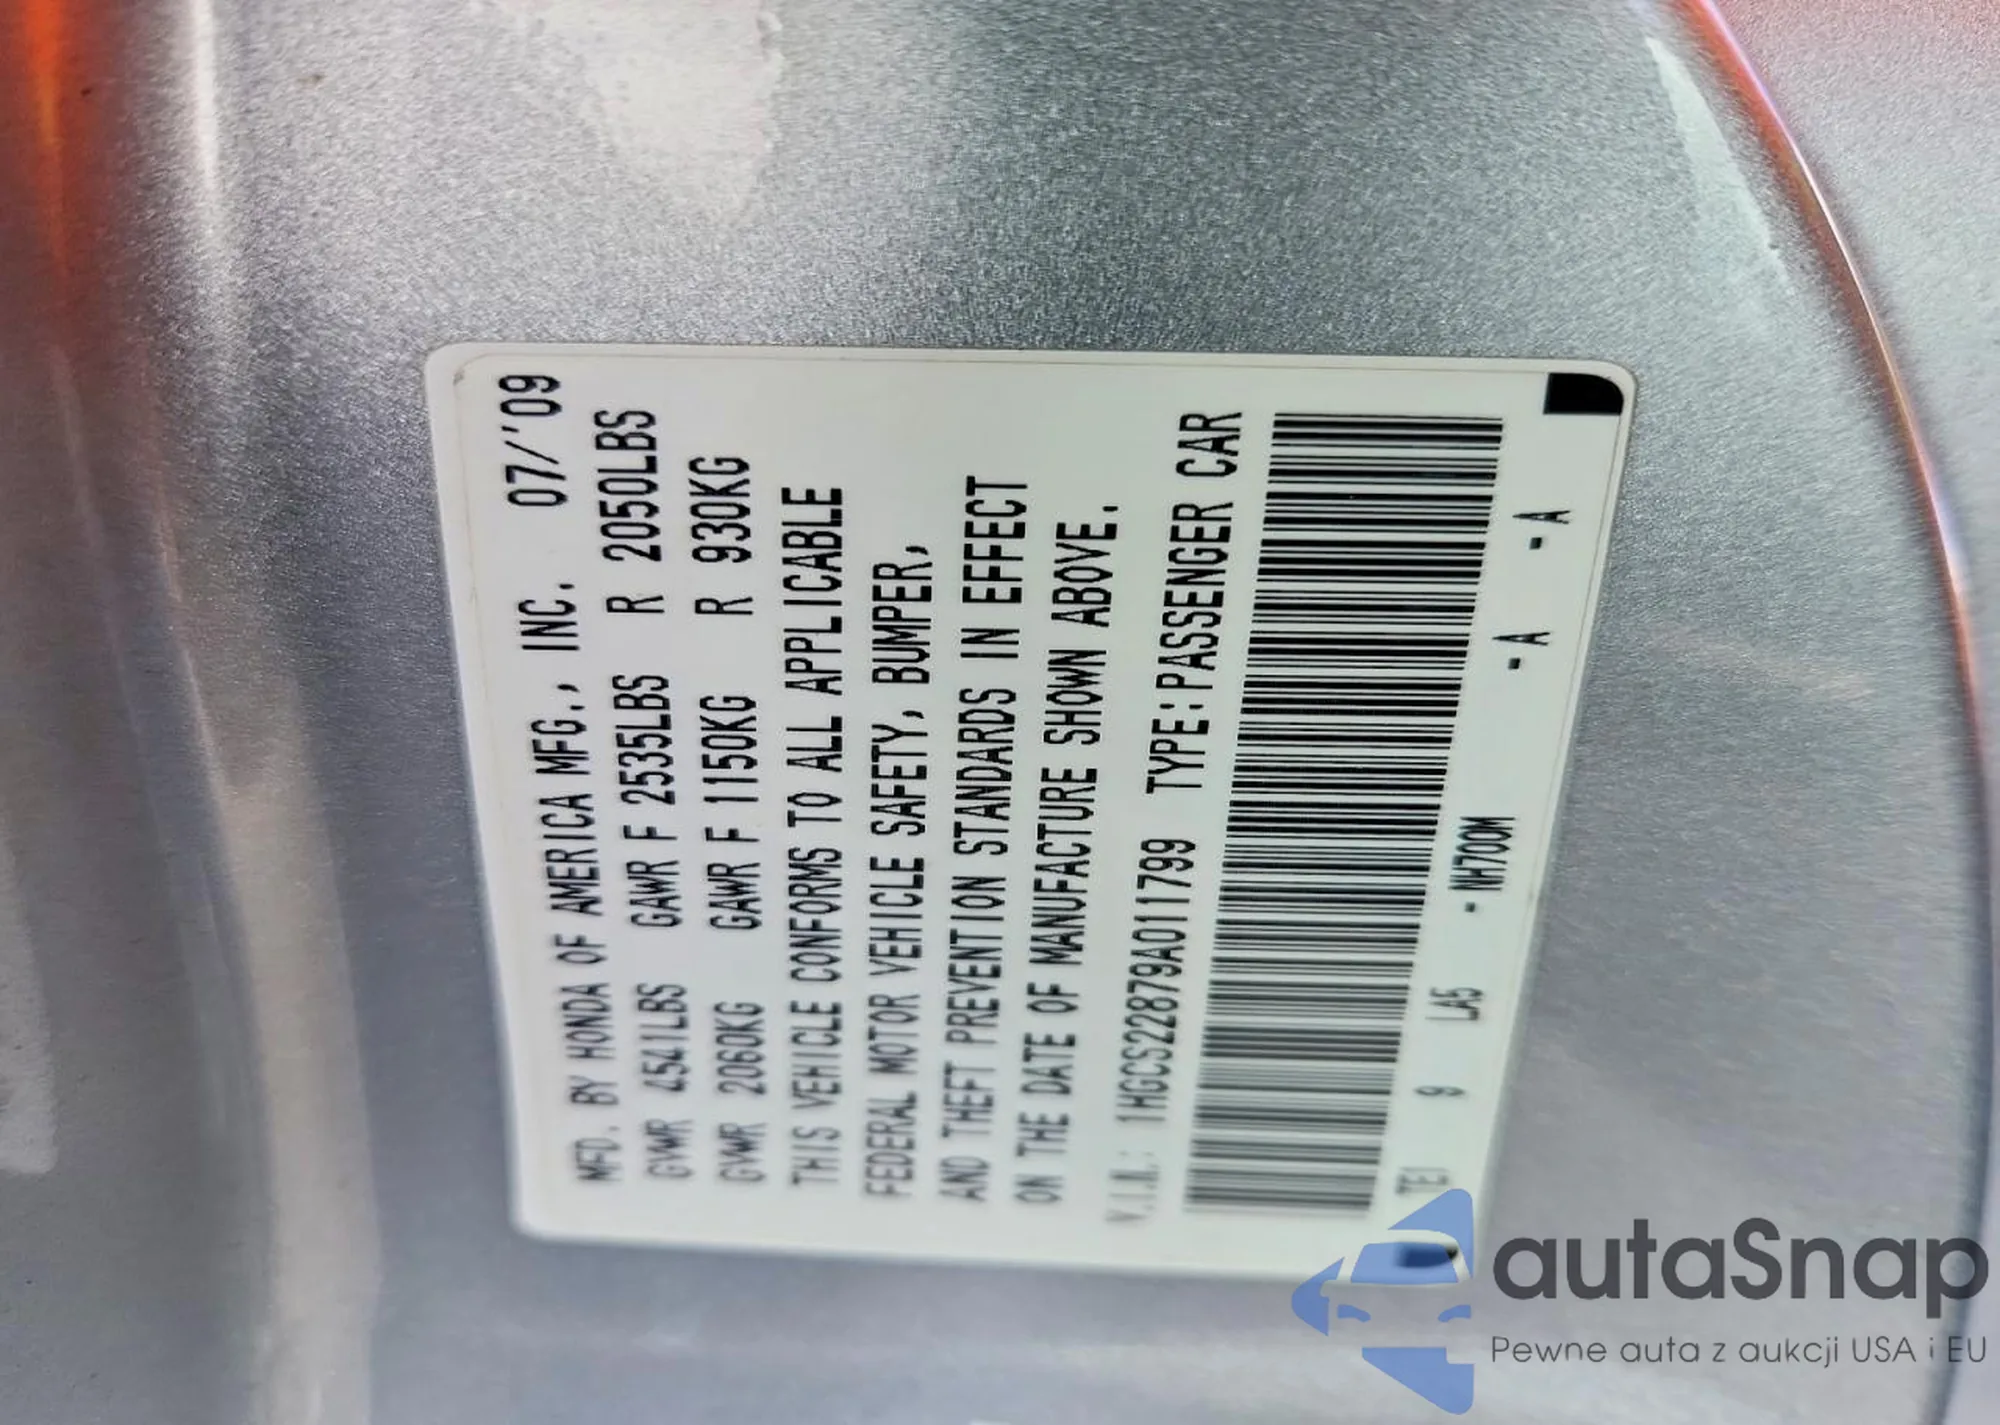 MFD. BY HONDA OF AMERICA MFG., INC. 07/'09
GVWR 4541LBS GAWR F 2535LBS R 2050LBS
GVWR 2060KG GAWR F 1150KG R 930KG
THIS VEHICLE CONFORMS TO ALL APPLICABLE
FEDERAL MOTOR VEHICLE SAFETY, BUMPER,
AND THEFT PREVENTION STANDARDS IN EFFECT
ON THE DATE OF MANUFACTURE SHOWN ABOVE.
V.I.N.: 1HGCS22879A011799 TYPE:PASSENGER CAR
TE1 9 LA5 - NH700M - A - A
autaSnap
Pewne auta z aukcji USA i EU